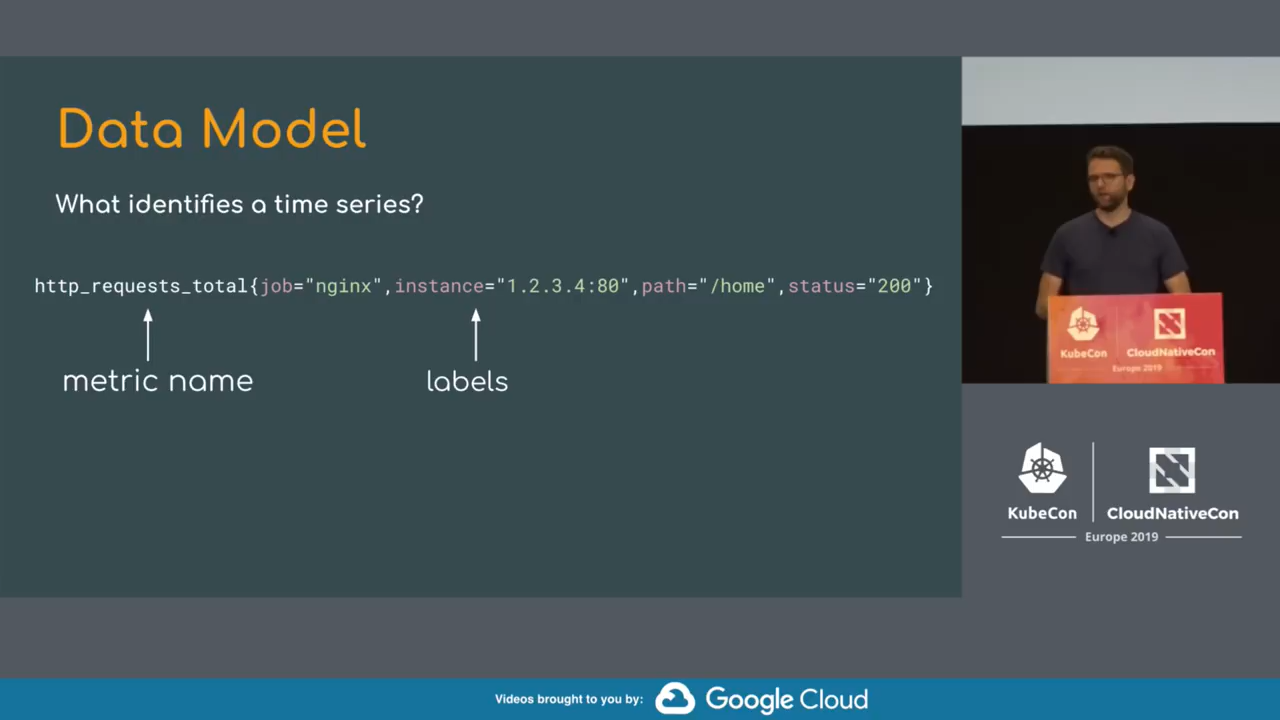 Data Model
What identifies a time series?
http_requests_total{job="nginx",instance="1.2.3.4:80",path="/home",status="200"}
metric name
labels
KubeCon
CloudNativeCon
Europe 2019
KubeCon
CloudNativeCon
Europe 2019
Videos brought to you by:
Google Cloud